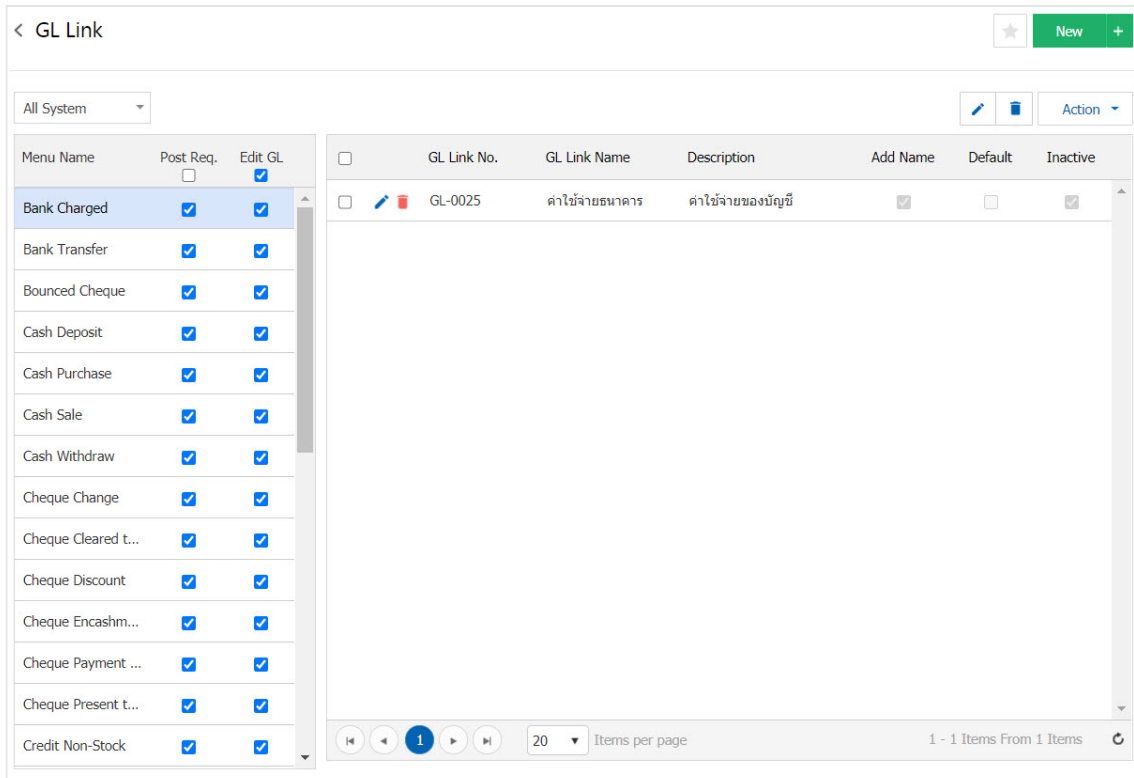 GL Link
New +
All System
Action
Menu Name Post Req. Edit GL
GL Link No. GL Link Name Description Add Name Default Inactive
Bank Charged
GL-0025 ค่าใช้จ่ายธนาคาร ค่าใช้จ่ายของบัญชี
Bank Transfer
Bounced Cheque
Cash Deposit
Cash Purchase
Cash Sale
Cash Withdraw
Cheque Change
Cheque Cleared t...
Cheque Discount
Cheque Encashm...
Cheque Payment ...
Cheque Present t...
Credit Non-Stock
1 20 Items per page 1 - 1 Items From 1 Items